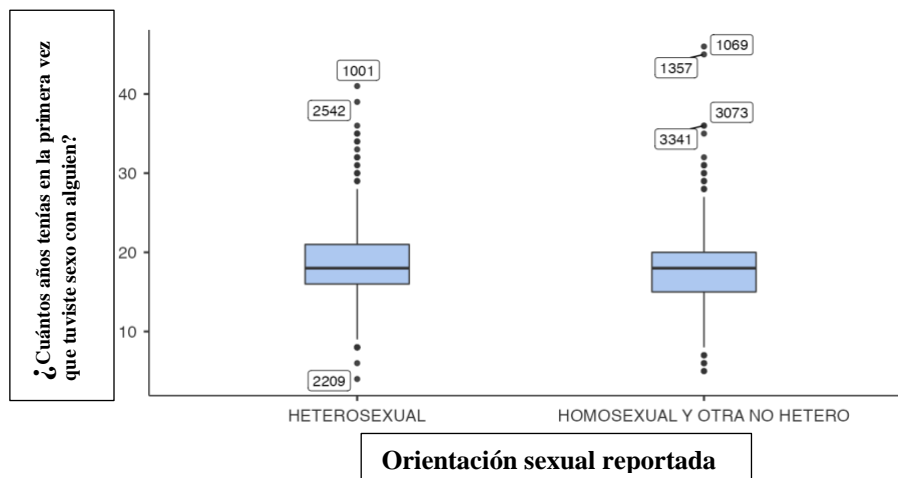 ¿Cuántos años tenías en la primera vez
que tuviste sexo con alguien?
40
30
20
10
1001
2542
2209
1069
1357
3073
3341
HETEROSEXUAL
HOMOSEXUAL Y OTRA NO HETERO
Orientación sexual reportada